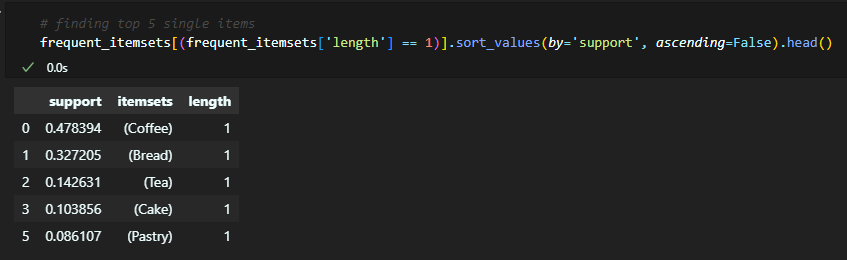 # finding top 5 single items
frequent_itemsets[(frequent_itemsets['length'] == 1)].sort_values(by='support', ascending=False).head()
✓ 0.0s
support itemsets length
0 0.478394 (Coffee) 1
1 0.327205 (Bread) 1
2 0.142631 (Tea) 1
3 0.103856 (Cake) 1
5 0.086107 (Pastry) 1